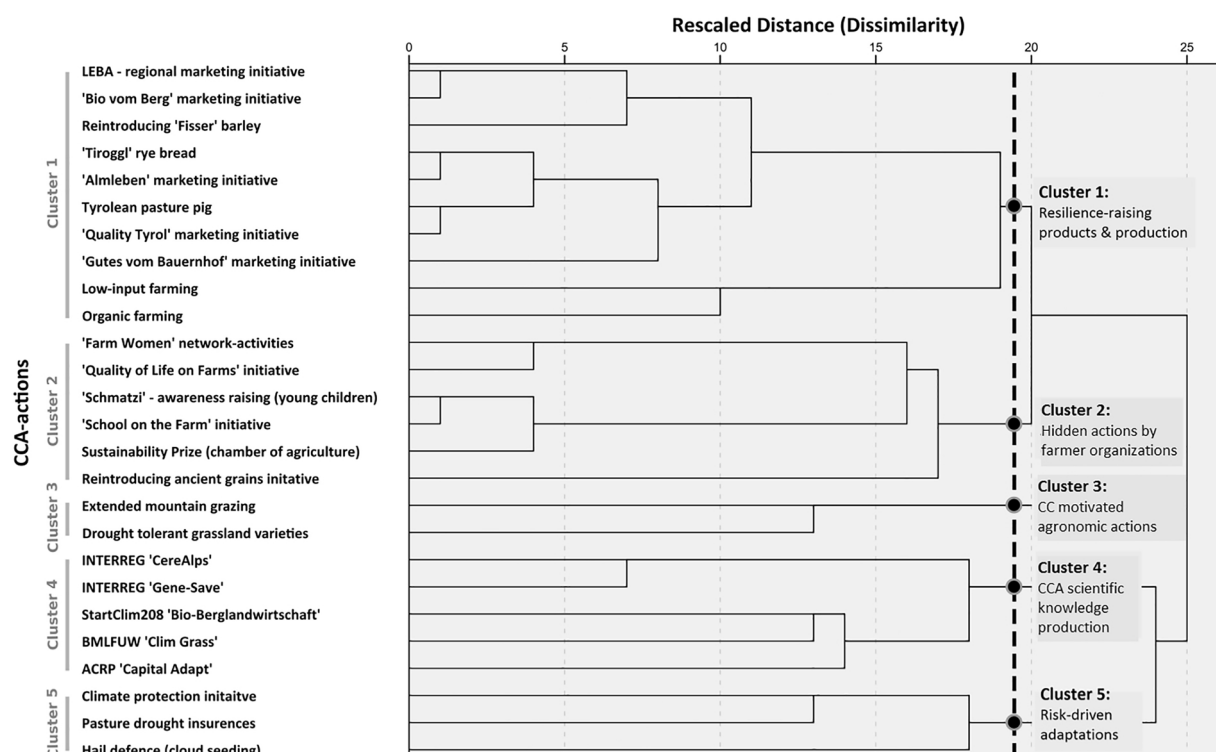 Rescaled Distance (Dissimilarity)
0 5 10 15 20 25
CCA-actions
Cluster 1
LEBA - regional marketing initiative
'Bio vom Berg' marketing initiative
Reintroducing 'Fisser' barley
'Tiroggl' rye bread
'Almleben' marketing initiative
Tyrolean pasture pig
'Quality Tyrol' marketing initiative
'Gutes vom Bauernhof' marketing initiative
Low-input farming
Organic farming
Cluster 2
'Farm Women' network-activities
'Quality of Life on Farms' initiative
'Schmatzi' - awareness raising (young children)
'School on the Farm' initiative
Sustainability Prize (chamber of agriculture)
Reintroducing ancient grains initative
Cluster 3
Extended mountain grazing
Drought tolerant grassland varieties
Cluster 4
INTERREG 'CereAlps'
INTERREG 'Gene-Save'
StartClim208 'Bio-Berglandwirtschaft'
BMLFUW 'Clim Grass'
ACRP 'Capital Adapt'
Cluster 5
Climate protection initaitve
Pasture drought insurences
Hail defence (cloud seeding)
Cluster 1:
Resilience-raising
products & production
Cluster 2:
Hidden actions by
farmer organizations
Cluster 3:
CC motivated
agronomic actions
Cluster 4:
CCA scientific
knowledge
production
Cluster 5:
Risk-driven
adaptations